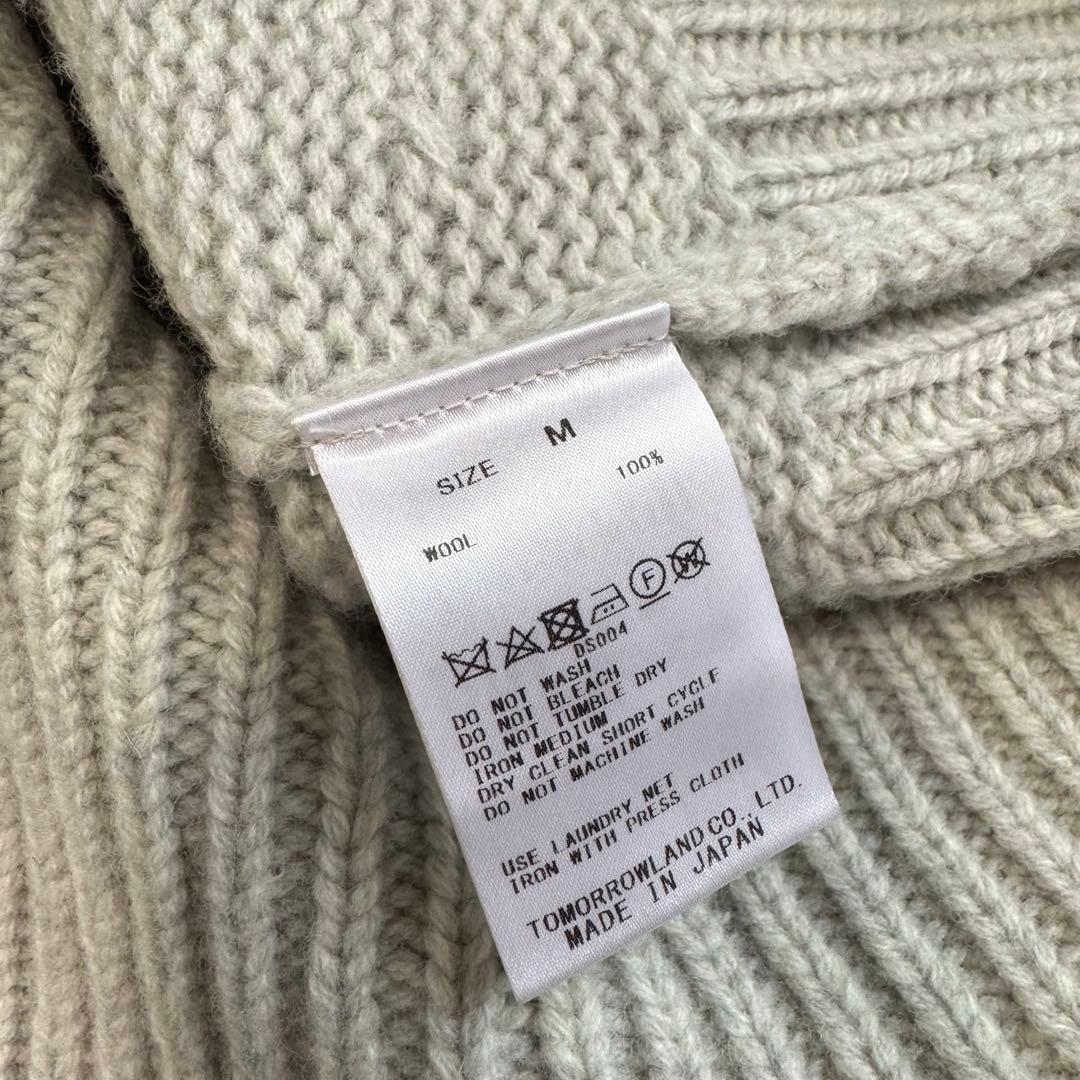 SIZE M
WOOL 100%
F W
DS004
DO NOT WASH
DO NOT BLEACH
DO NOT TUMBLE DRY
IRON MEDIUM
DRY CLEAN SHORT CYCLE
DO NOT MACHINE WASH
USE LAUNDRY NET
IRON WITH PRESS CLOTH
TOMORROWLAND CO., LTD.
MADE IN JAPAN